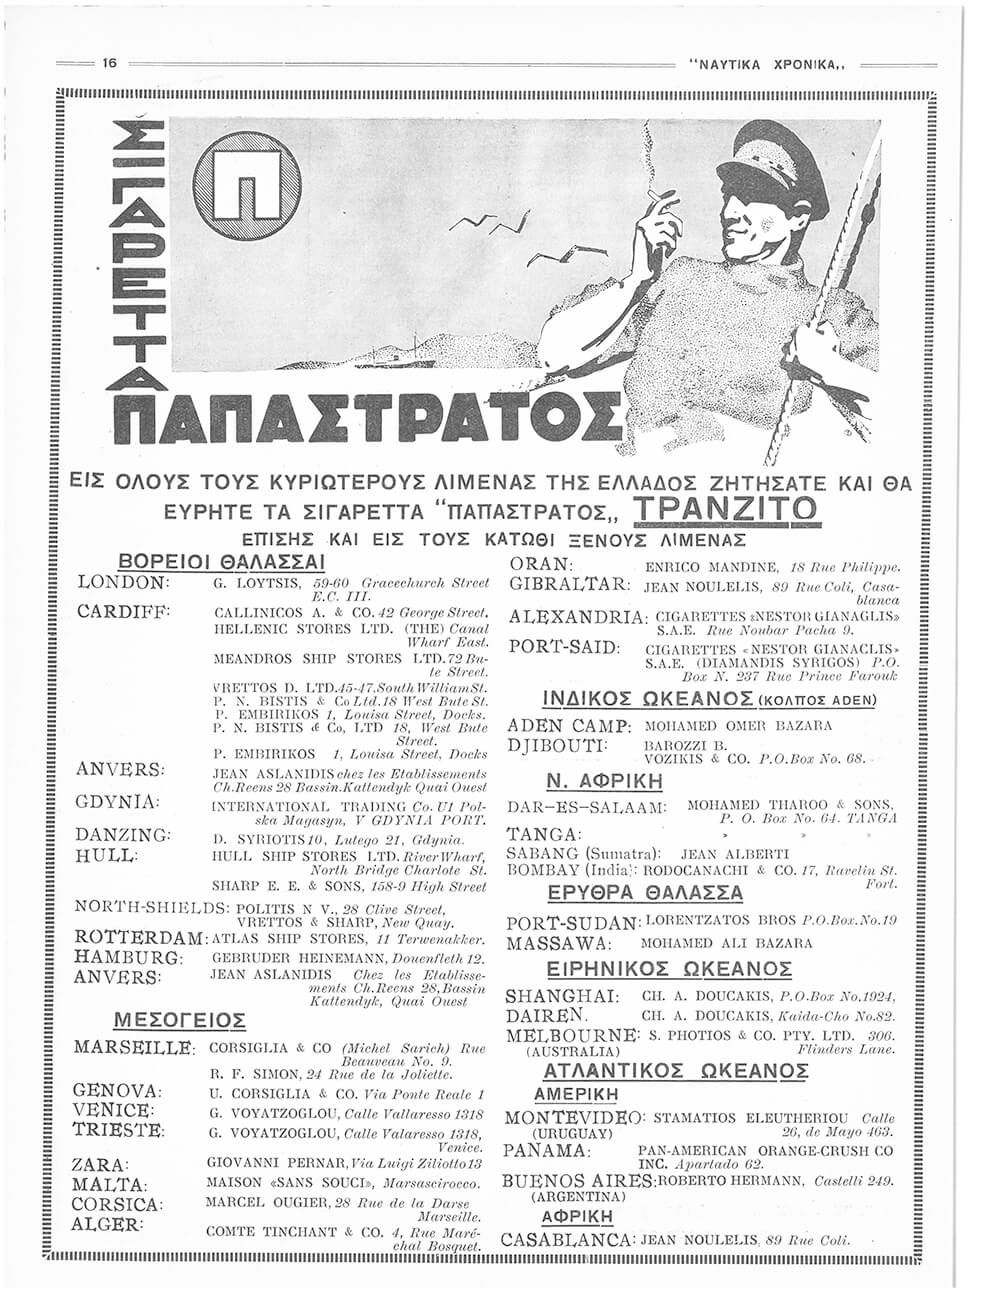 16
"ΝΑΥΤΙΚΑ ΧΡΟΝΙΚΑ,,
ΣΙΓΑΡΕΤΤΑ
Π
ΠΑΠΑΣΤΡΑΤΟΣ
ΕΙΣ ΟΛΟΥΣ ΤΟΥΣ ΚΥΡΙΩΤΕΡΟΥΣ ΛΙΜΕΝΑΣ ΤΗΣ ΕΛΛΑΔΟΣ ΖΗΤΗΣΑΤΕ ΚΑΙ ΘΑ
ΕΥΡΗΤΕ ΤΑ ΣΙΓΑΡΕΤΤΑ "ΠΑΠΑΣΤΡΑΤΟΣ,, ΤΡΑΝΖΙΤΟ
ΕΠΙΣΗΣ ΚΑΙ ΕΙΣ ΤΟΥΣ ΚΑΤΩΘΙ ΞΕΝΟΥΣ ΛΙΜΕΝΑΣ
ΒΟΡΕΙΟΙ ΘΑΛΑΣΣΑΙ
LONDON: G. LOYTSIS, 59-60 Gracechurch Street
E.C. III.
CARDIFF: CALLINICOS A. & CO. 42 George Street.
HELLENIC STORES LTD. (THE) Canal
Wharf East.
MEANDROS SHIP STORES LTD. 72 Bu-
te Street.
VRETTOS D. LTD. 45-47. South William St.
P. N. BISTIS & Co Ltd. 18 West Bute St.
P. EMBIRIKOS 1, Louisa Street, Docks.
P. N. BISTIS & Co, LTD 18, West Bute
Street.
P. EMBIRIKOS 1, Louisa Street, Docks
ANVERS: JEAN ASLANIDIS chez les Etablissements
Ch. Reens 28 Bassin. Kattendyk Quai Ouest
GDYNIA: INTERNATIONAL TRADING Co. U1 Pol-
ska Magasyn, V GDYNIA PORT.
DANZING: D. SYRIOTIS 10, Lutego 21, Gdynia.
HULL: HULL SHIP STORES LTD. River Wharf,
North Bridge Charlote St.
SHARP E. E. & SONS, 158-9 High Street
NORTH-SHIELDS: POLITIS N V., 28 Clive Street,
VRETTOS & SHARP, New Quay.
ROTTERDAM: ATLAS SHIP STORES, 11 Terwenakker.
HAMBURG: GEBRUDER HEINEMANN, Douenfleth 12.
ANVERS: JEAN ASLANIDIS Chez les Etablisse-
ments Ch. Reens 28, Bassin
Kattendyk, Quai Ouest
ΜΕΣΟΓΕΙΟΣ
MARSEILLE: CORSIGLIA & CO (Michel Sarich) Rue
Beauveau No. 9.
R. F. SIMON, 24 Rue de la Joliette.
GENOVA: U. CORSIGLIA & CO. Via Ponte Reale 1
VENICE: G. VOYATZOGLOU, Calle Vallaresso 1318
TRIESTE: G. VOYATZOGLOU, Calle Valaresso 1318,
Venice.
ZARA: GIOVANNI PERNAR, Via Luigi Ziliotto 13
MALTA: MAISON «SANS SOUCI», Marsascirocco.
CORSICA: MARCEL OUGIER, 28 Rue de la Darse
Marseille.
ALGER: COMTE TINCHANT & CO. 4, Rue Maré-
chal Bosquet.
ORAN: ENRICO MANDINE, 18 Rue Philippe.
GIBRALTAR: JEAN NOULELIS, 89 Rue Coli, Casa-
blanca
ALEXANDRIA: CIGARETTES «NESTOR GIANAGLIS»
S.A.E. Rue Noubar Pacha 9.
PORT-SAID: CIGARETTES «NESTOR GIANACLIS»
S.A.E. (DIAMANDIS SYRIGOS) P.O.
Box N. 237 Rue Prince Farouk
ΙΝΔΙΚΟΣ ΩΚΕΑΝΟΣ (ΚΟΛΠΟΣ ADEN)
ADEN CAMP: MOHAMED OMER BAZARA
DJIBOUTI: BAROZZI B.
VOZIKIS & CO. P.O.Box No. 68.
Ν. ΑΦΡΙΚΗ
DAR-ES-SALAAM: MOHAMED THAROO & SONS,
P. O. Box No. 64. TANGA
TANGA: » » »
SABANG (Sumatra): JEAN ALBERTI
BOMBAY (India): RODOCANACHI & CO. 17, Ravelin St.
Fort.
ΕΡΥΘΡΑ ΘΑΛΑΣΣΑ
PORT-SUDAN: LORENTZATOS BROS P.O.Box. No. 19
MASSAWA: MOHAMED ALI BAZARA
ΕΙΡΗΝΙΚΟΣ ΩΚΕΑΝΟΣ
SHANGHAI: CH. A. DOUCAKIS, P.O.Box No. 1924,
DAIREN. CH. A. DOUCAKIS, Kaida-Cho No. 82.
MELBOURNE: S. PHOTIOS & CO. PTY. LTD. 306.
(AUSTRALIA) Flinders Lane.
ΑΤΛΑΝΤΙΚΟΣ ΩΚΕΑΝΟΣ
ΑΜΕΡΙΚΗ
MONTEVIDEO: STAMATIOS ELEUTHERIOU Calle
(URUGUAY) 26, de Mayo 463.
PANAMA: PAN-AMERICAN ORANGE-CRUSH CO
INC. Apartado 62.
BUENOS AIRES: ROBERTO HERMANN, Castelli 249.
(ARGENTINA)
ΑΦΡΙΚΗ
CASABLANCA: JEAN NOULELIS, 89 Rue Coli.